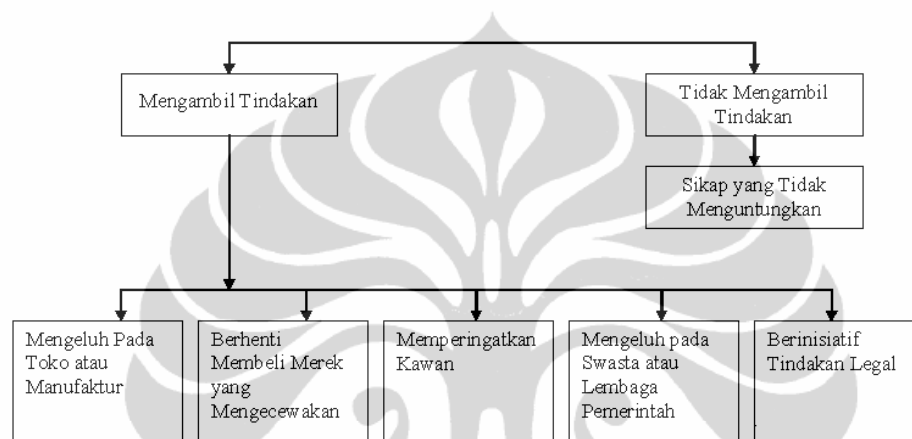 Mengambil Tindakan
Tidak Mengambil
Tindakan
Sikap yang Tidak
Menguntungkan
Mengeluh Pada
Toko atau
Manufaktur
Berhenti
Membeli Merek
yang
Mengecewakan
Memperingatkan
Kawan
Mengeluh pada
Swasta atau
Lembaga
Pemerintah
Berinisiatif
Tindakan Legal